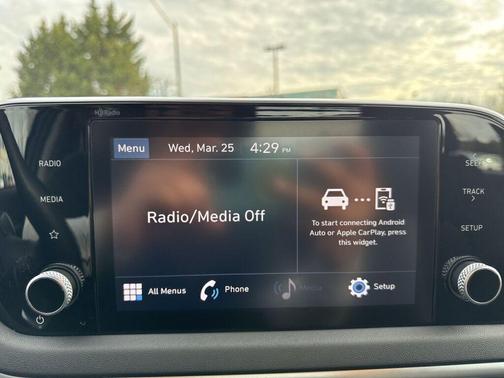 HD Radio
Menu Wed, Mar. 25 4:29 PM
RADIO
MEDIA
SEEK
TRACK
SETUP
Radio/Media Off
To start connecting Android
Auto or Apple CarPlay, press
this widget.
All Menus Phone Media Setup